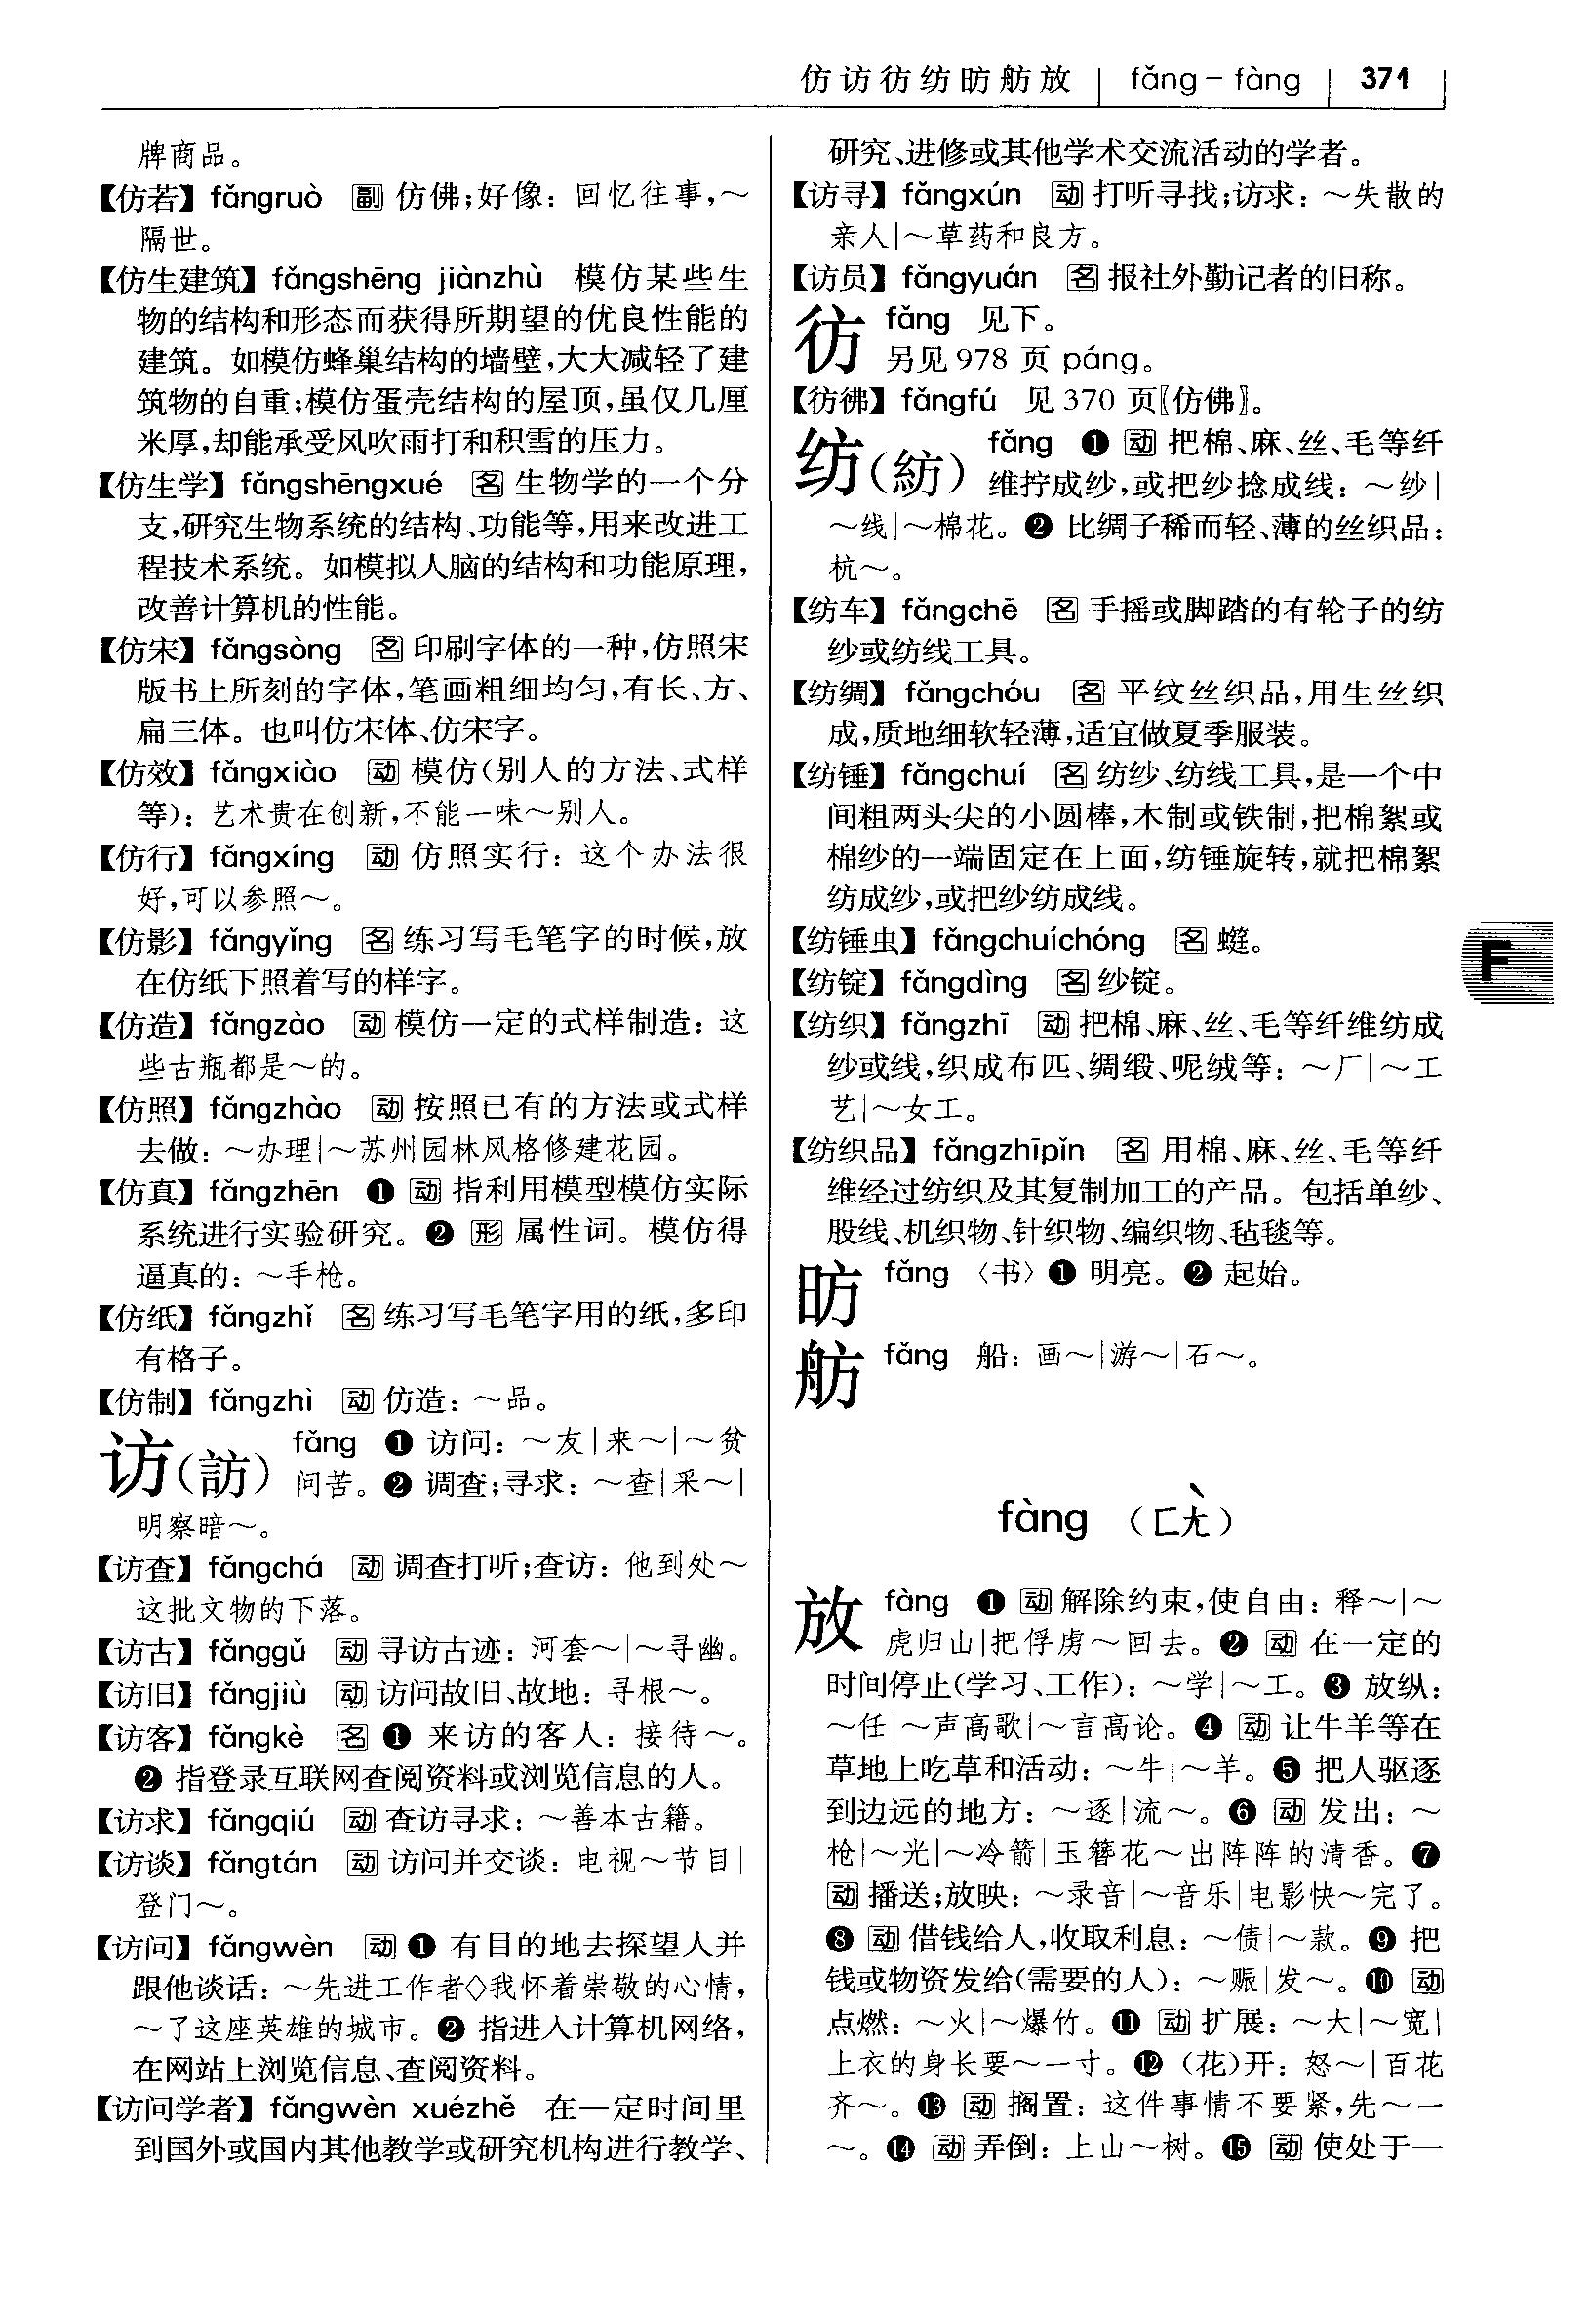 仿访彷纺昉舫放 | fǎng－fàng | 371
牌商品。
【仿若】fǎngruò 副 仿佛；好像：回忆往事，～
隔世。
【仿生建筑】fǎngshēng jiànzhù 模仿某些生
物的结构和形态而获得所期望的优良性能的
建筑。如模仿蜂巢结构的墙壁，大大减轻了建
筑物的自重；模仿蛋壳结构的屋顶，虽仅几厘
米厚，却能承受风吹雨打和积雪的压力。
【仿生学】fǎngshēngxué 名 生物学的一个分
支，研究生物系统的结构、功能等，用来改进工
程技术系统。如模拟人脑的结构和功能原理，
改善计算机的性能。
【仿宋】fǎngsòng 名 印刷字体的一种，仿照宋
版书上所刻的字体，笔画粗细均匀，有长、方、
扁三体。也叫仿宋体、仿宋字。
【仿效】fǎngxiào 动 模仿（别人的方法、式样
等）：艺术贵在创新，不能一味～别人。
【仿行】fǎngxíng 动 仿照实行：这个办法很
好，可以参照～。
【仿影】fǎngyǐng 名 练习写毛笔字的时候，放
在仿纸下照着写的样字。
【仿造】fǎngzào 动 模仿一定的式样制造：这
些古瓶都是～的。
【仿照】fǎngzhào 动 按照已有的方法或式样
去做：～办理|～苏州园林风格修建花园。
【仿真】fǎngzhēn ❶ 动 指利用模型模仿实际
系统进行实验研究。❷ 形 属性词。模仿得
逼真的：～手枪。
【仿纸】fǎngzhǐ 名 练习写毛笔字用的纸，多印
有格子。
【仿制】fǎngzhì 动 仿造：～品。
访（訪） fǎng ❶ 访问：～友|来～|～贫
问苦。❷ 调查；寻求：～查|采～|
明察暗～。
【访查】fǎngchá 动 调查打听；查访：他到处～
这批文物的下落。
【访古】fǎnggǔ 动 寻访古迹：河套～|～寻幽。
【访旧】fǎngjiù 动 访问故旧、故地：寻根～。
【访客】fǎngkè 名 ❶ 来访的客人：接待～。
❷ 指登录互联网查阅资料或浏览信息的人。
【访求】fǎngqiú 动 查访寻求：～善本古籍。
【访谈】fǎngtán 动 访问并交谈：电视～节目|
登门～。
【访问】fǎngwèn 动 ❶ 有目的地去探望人并
跟他谈话：～先进工作者◇我怀着崇敬的心情，
～了这座英雄的城市。❷ 指进入计算机网络，
在网站上浏览信息、查阅资料。
【访问学者】fǎngwèn xuézhě 在一定时间里
到国外或国内其他教学或研究机构进行教学、
研究、进修或其他学术交流活动的学者。
【访寻】fǎngxún 动 打听寻找；访求：～失散的
亲人|～草药和良方。
【访员】fǎngyuán 名 报社外勤记者的旧称。
彷 fǎng 见下。
另见 978 页 páng。
【彷彿】fǎngfú 见 370 页〖仿佛〗。
纺（紡） fǎng ❶ 动 把棉、麻、丝、毛等纤
维拧成纱，或把纱捻成线：～纱|
～线|～棉花。❷ 比绸子稀而轻、薄的丝织品：
杭～。
【纺车】fǎngchē 名 手摇或脚踏的有轮子的纺
纱或纺线工具。
【纺绸】fǎngchóu 名 平纹丝织品，用生丝织
成，质地细软轻薄，适宜做夏季服装。
【纺锤】fǎngchuí 名 纺纱、纺线工具，是一个中
间粗两头尖的小圆棒，木制或铁制，把棉絮或
棉纱的一端固定在上面，纺锤旋转，就把棉絮
纺成纱，或把纱纺成线。
【纺锤虫】fǎngchuíchóng 名 蜓。
【纺锭】fǎngdìng 名 纱锭。
【纺织】fǎngzhī 动 把棉、麻、丝、毛等纤维纺成
纱或线，织成布匹、绸缎、呢绒等：～厂|～工
艺|～女工。
【纺织品】fǎngzhīpǐn 名 用棉、麻、丝、毛等纤
维经过纺织及其复制加工的产品。包括单纱、
股线、机织物、针织物、编织物、毡毯等。
昉 fǎng 〈书〉❶ 明亮。❷ 起始。
舫 fǎng 船：画～|游～|石～。
fàng （ㄈㄤˋ）
放 fàng ❶ 动 解除约束，使自由：释～|～
虎归山|把俘虏～回去。❷ 动 在一定的
时间停止（学习、工作）：～学|～工。❸ 放纵：
～任|～声高歌|～言高论。❹ 动 让牛羊等在
草地上吃草和活动：～牛|～羊。❺ 把人驱逐
到边远的地方：～逐|流～。❻ 动 发出：～
枪|～光|～冷箭|玉簪花～出阵阵的清香。❼
动 播送；放映：～录音|～音乐|电影快～完了。
❽ 动 借钱给人，收取利息：～债|～款。❾ 把
钱或物资发给（需要的人）：～赈|发～。❿ 动
点燃：～火|～爆竹。⓫ 动 扩展：～大|～宽|
上衣的身长要～一寸。⓬ （花）开：怒～|百花
齐～。⓭ 动 搁置：这件事情不要紧，先～一
～。⓮ 动 弄倒：上山～树。⓯ 动 使处于一
F